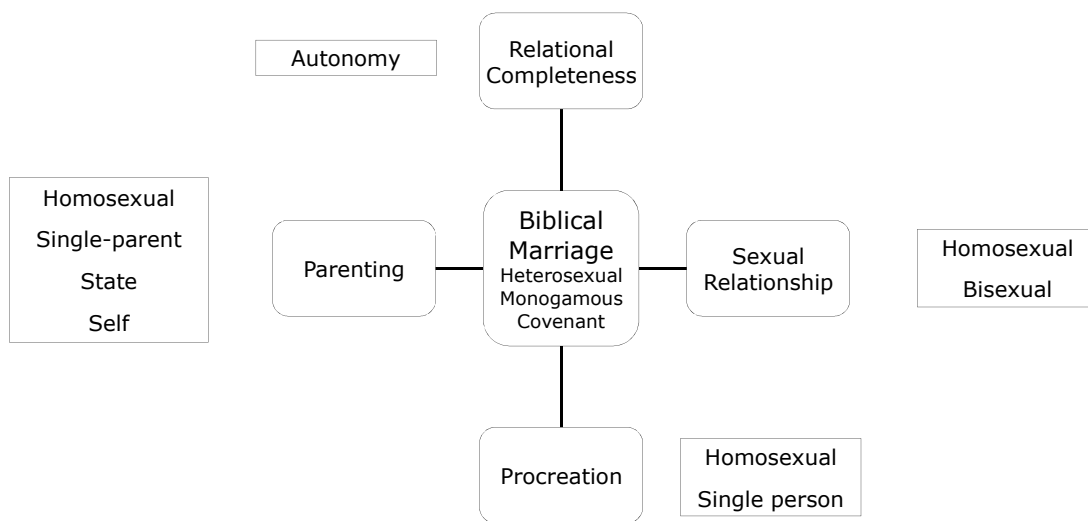 Autonomy
Relational
Completeness
Homosexual
Single-parent
State
Self
Parenting
Biblical
Marriage
Heterosexual
Monogamous
Covenant
Sexual
Relationship
Homosexual
Bisexual
Procreation
Homosexual
Single person